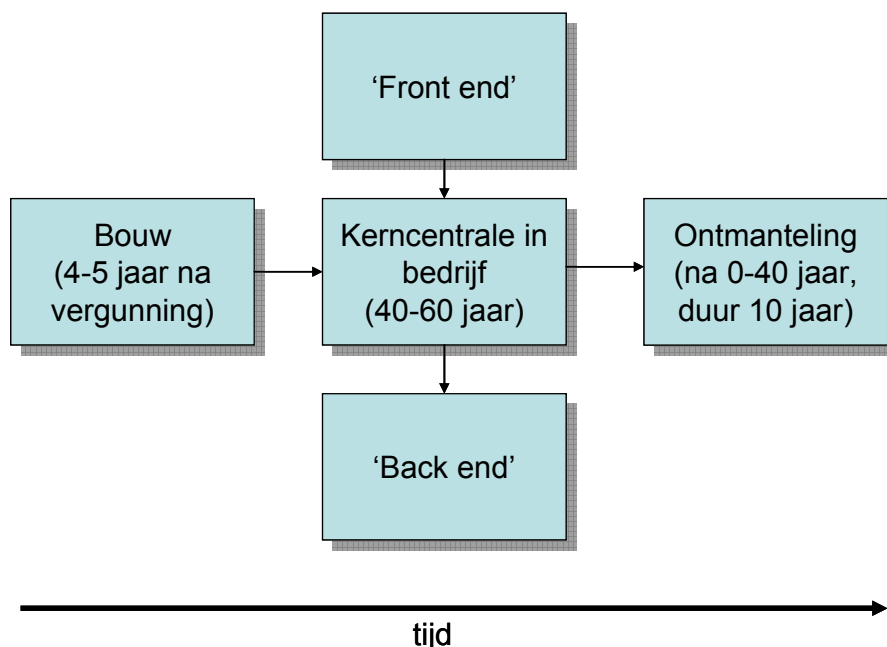 ‘Front end’
Bouw
(4-5 jaar na
vergunning)
Kerncentrale in
bedrijf
(40-60 jaar)
Ontmanteling
(na 0-40 jaar,
duur 10 jaar)
‘Back end’
tijd